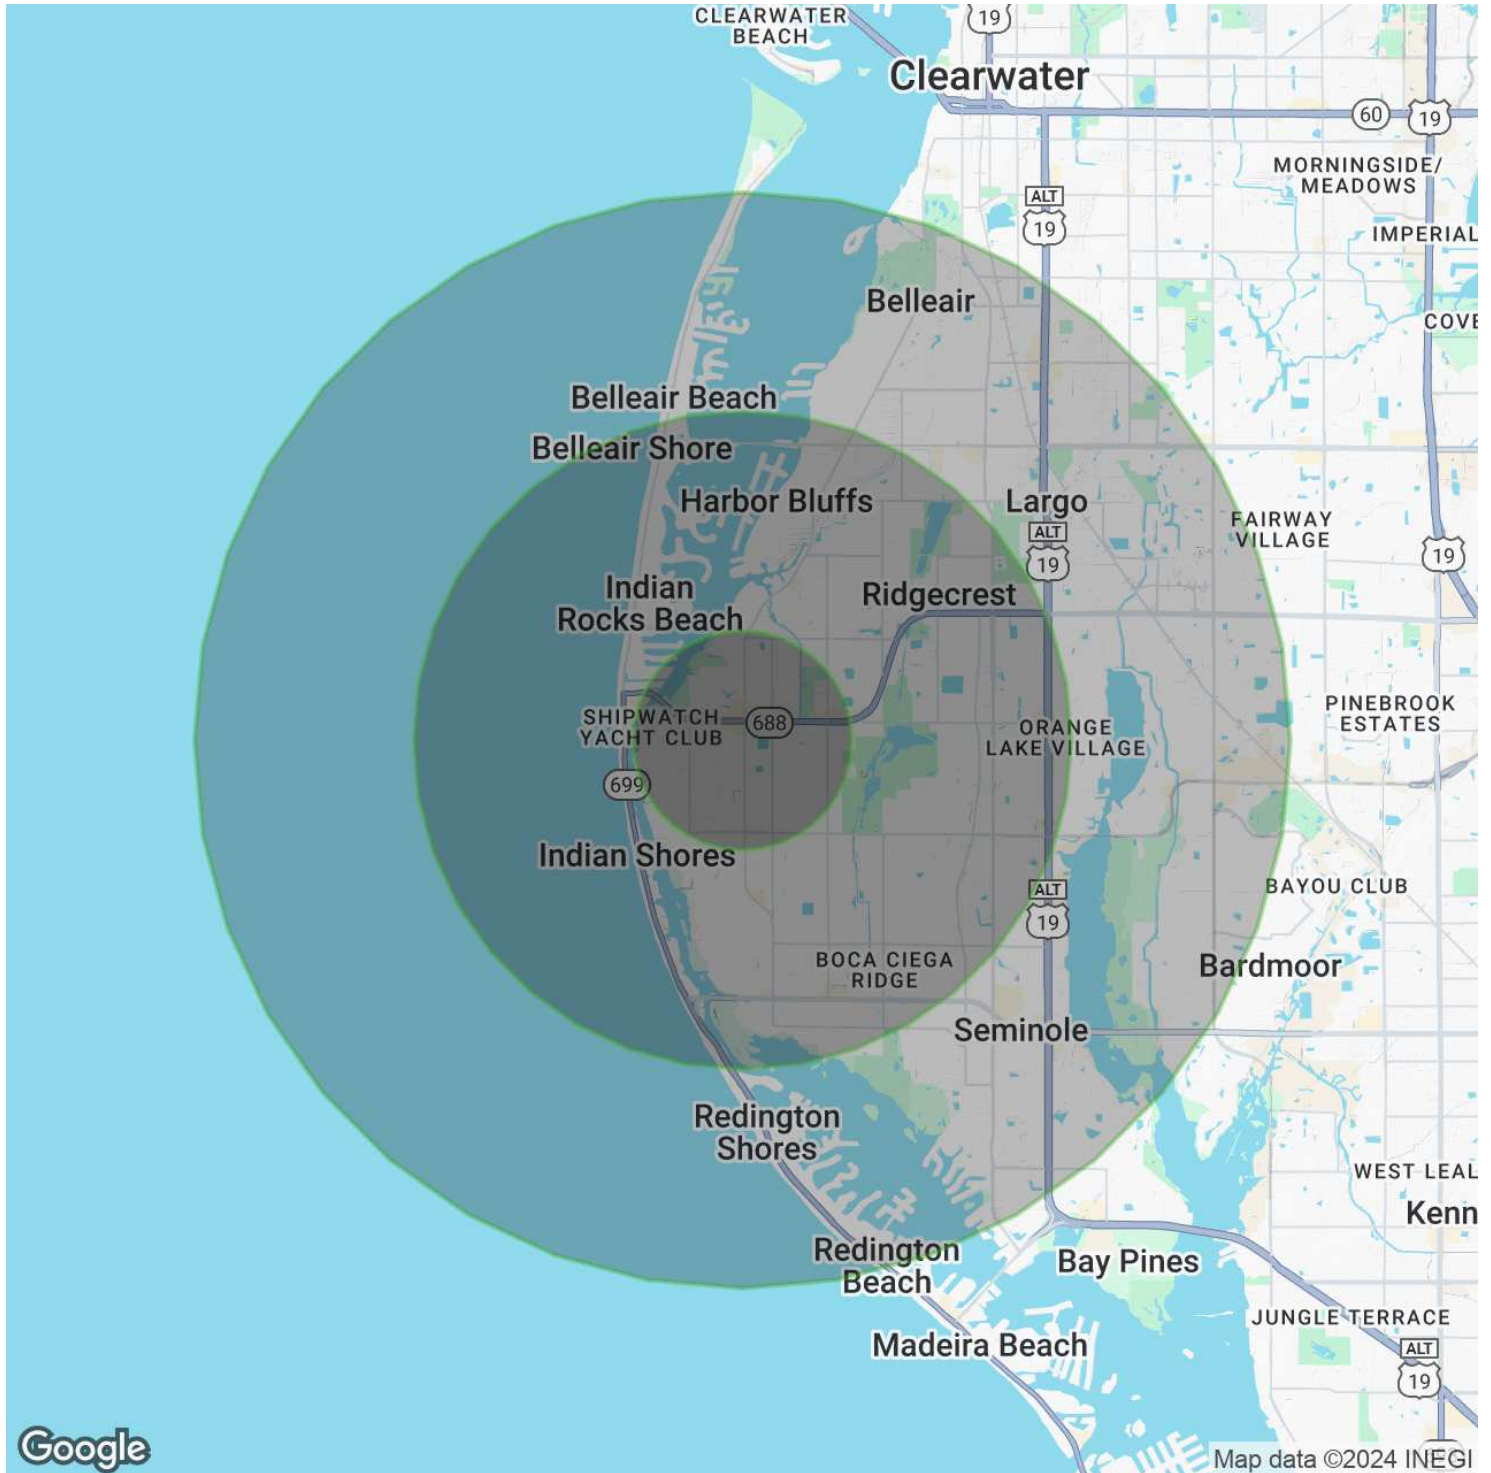 CLEARWATER
BEACH
19
Clearwater
60
19
MORNINGSIDE/
MEADOWS
ALT
19
IMPERIAL
COVE
Belleair
Belleair Beach
Belleair Shore
Harbor Bluffs
Largo
ALT
19
FAIRWAY
VILLAGE
19
Indian
Rocks Beach
Ridgecrest
SHIPWATCH
YACHT CLUB
688
ORANGE
LAKE VILLAGE
PINEBROOK
ESTATES
699
Indian Shores
ALT
19
BAYOU CLUB
BOCA CIEGA
RIDGE
Bardmoor
Seminole
Redington
Shores
WEST LEAL
Kenn
Redington
Beach
Bay Pines
JUNGLE TERRACE
Madeira Beach
ALT
19
Google
Map data ©2024 INEGI